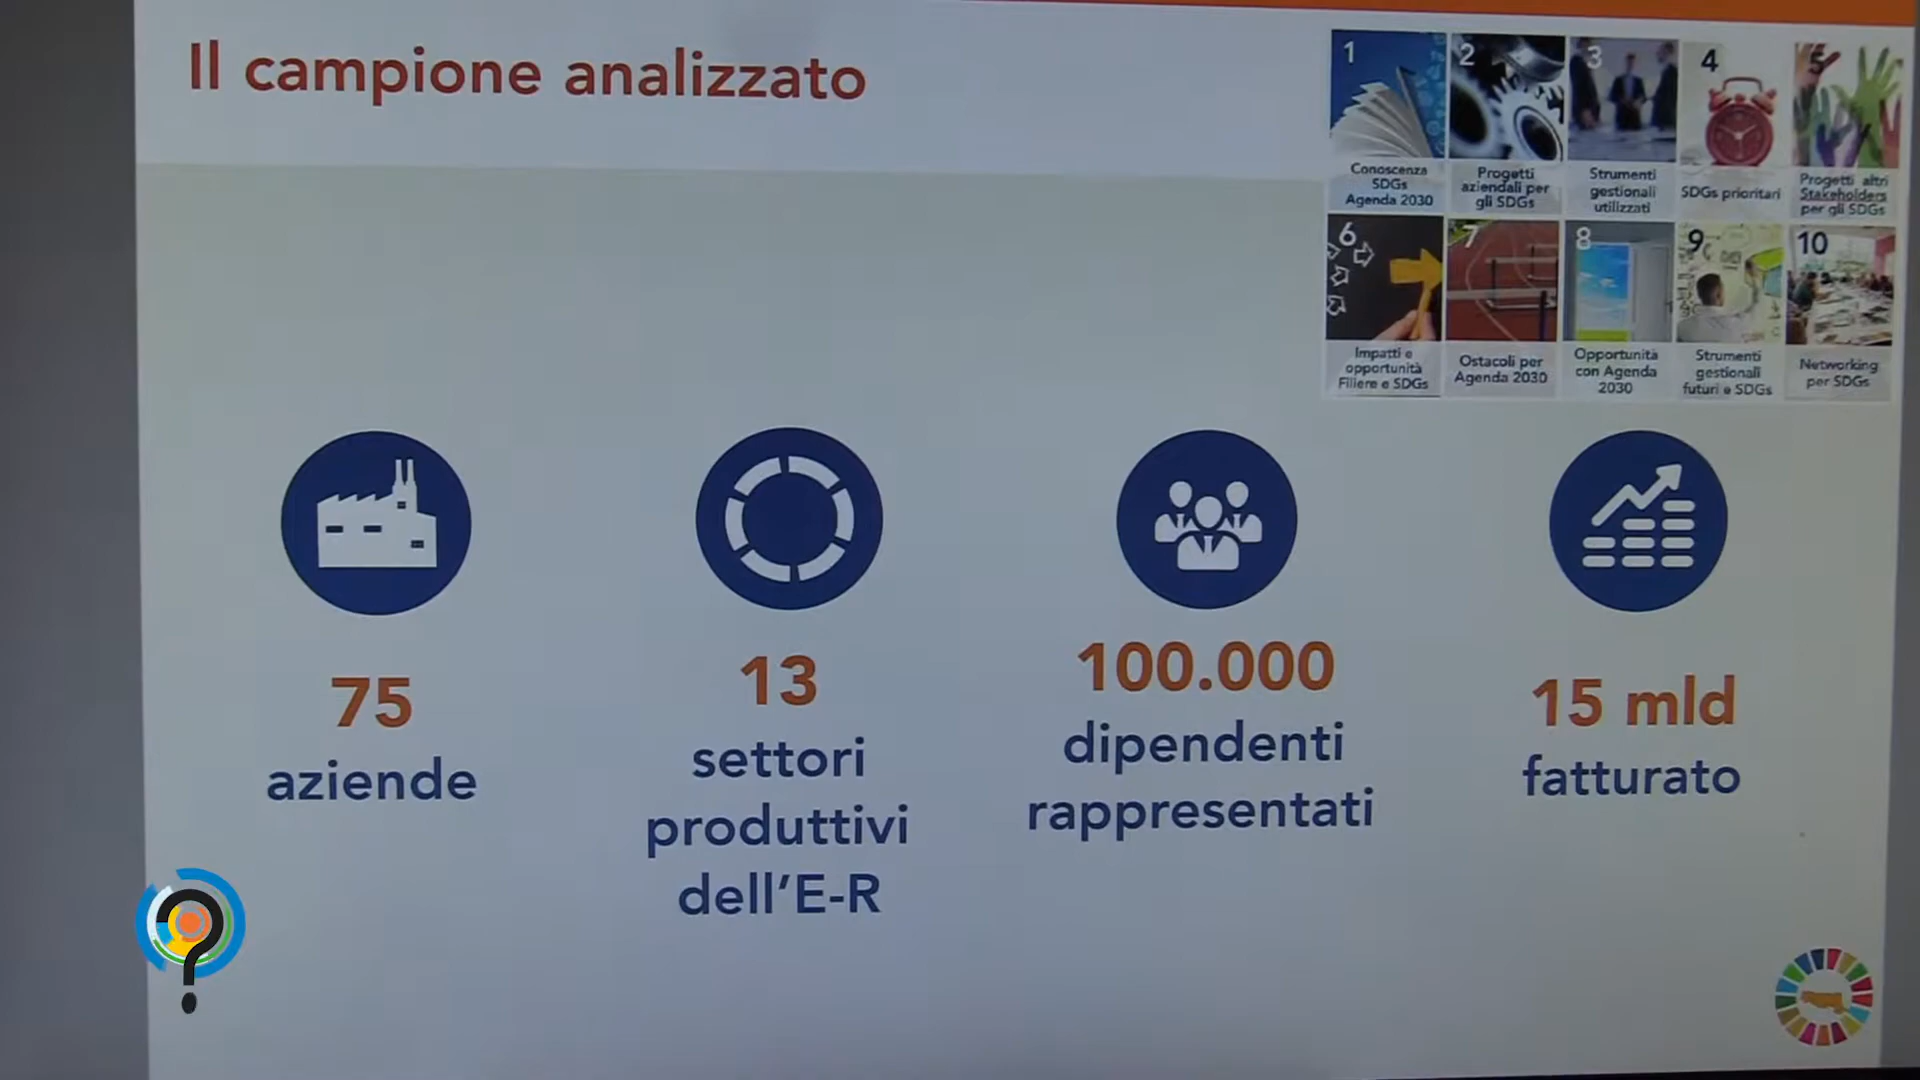 Il campione analizzato
1
2
3
4
5
Conoscenza
SDGs
Agenda 2030
Progetti
aziendali per
gli SDGs
Strumenti
gestionali
utilizzati
SDGs prioritari
Progetti altri
Stakeholders
per gli SDGs
6
7
8
9
10
Impatti e
opportunità
Filiere e SDGs
Ostacoli per
Agenda 2030
Opportunità
con Agenda
2030
Strumenti
gestionali
futuri e SDGs
Networking
per SDGs
75
aziende
13
settori
produttivi
dell'E-R
100.000
dipendenti
rappresentati
15 mld
fatturato